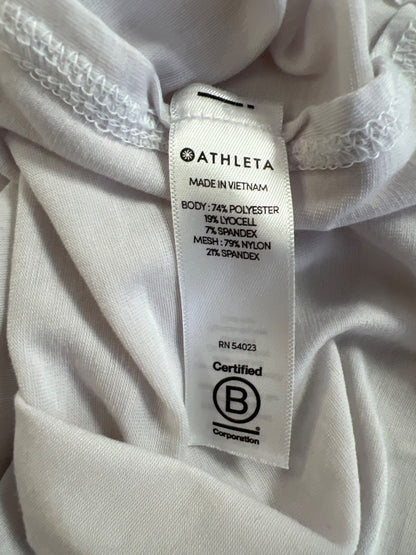 ATHLETA
MADE IN VIETNAM
BODY : 74% POLYESTER
19% LYOCELL
7% SPANDEX
MESH : 79% NYLON
21% SPANDEX
RN 54023
Certified
B
Corporation